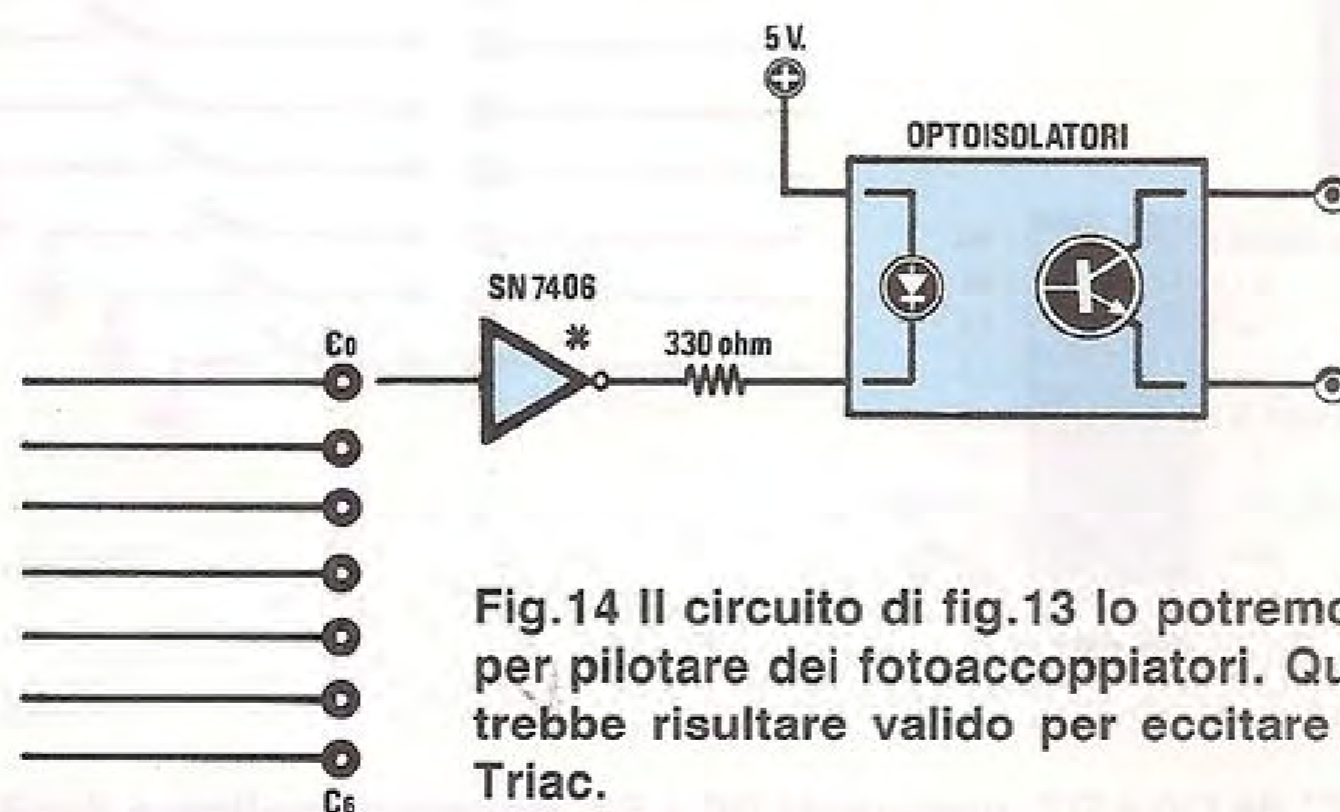 5 V.
OPTOISOLATORI
SN 7406
*
330 ohm
C0
Fig.14 Il circuito di fig.13 lo potremo
per pilotare dei fotoaccoppiatori. Qu
trebbe risultare valido per eccitare
Triac.
C6